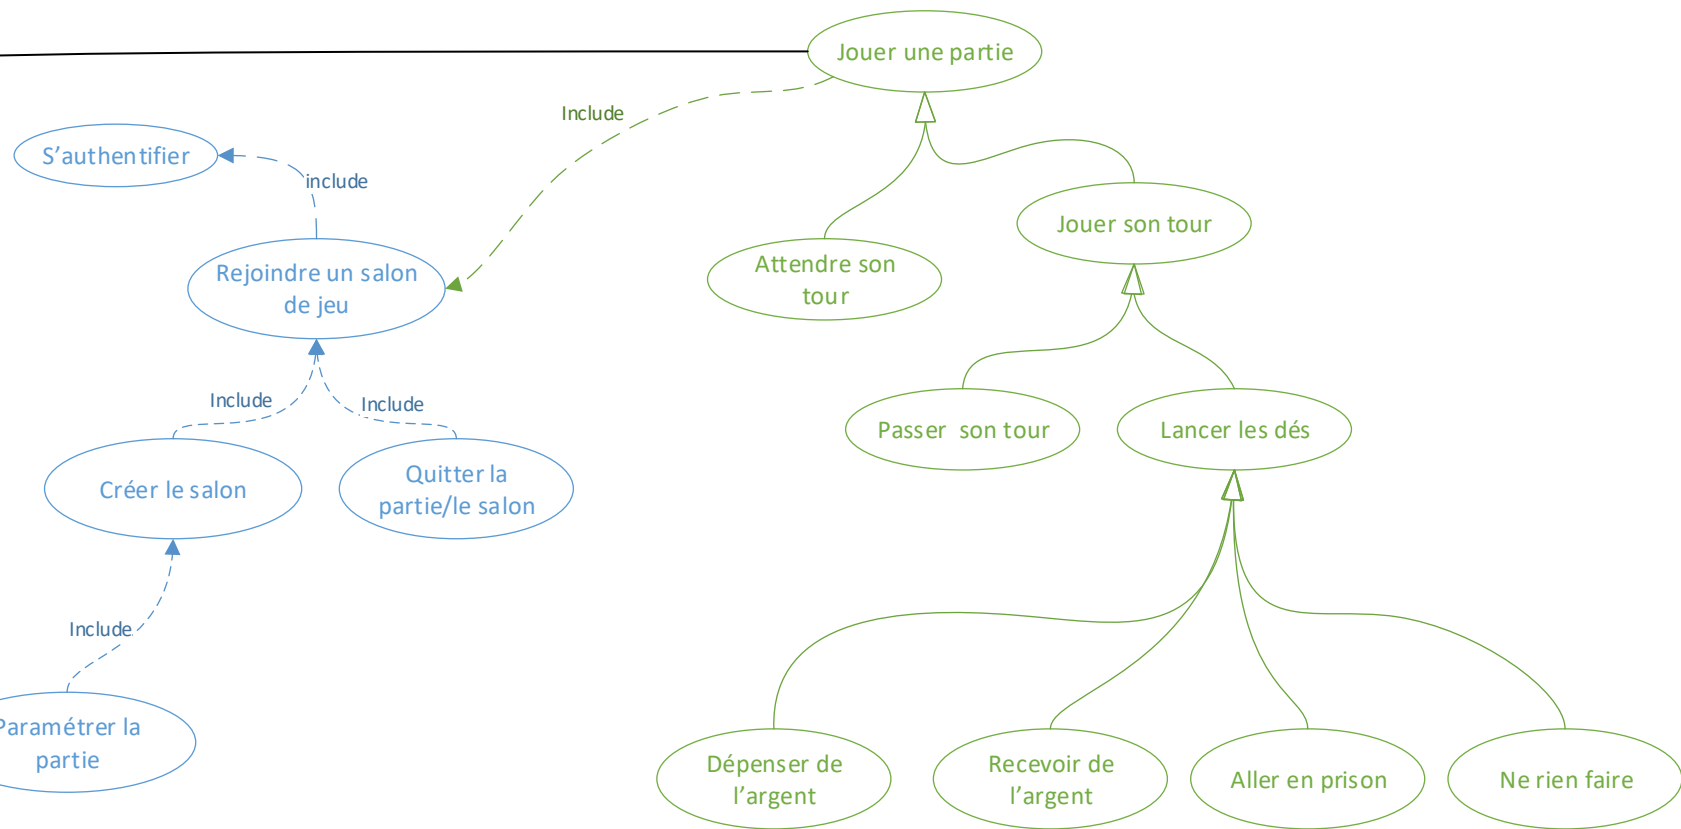 Jouer une partie
Include
S'authentifier
include
Jouer son tour
Rejoindre un salon
de jeu
Attendre son
tour
Include
Include
Passer  son tour
Lancer les dés
Créer le salon
Quitter la
partie/le salon
Include
Paramétrer la
partie
Dépenser de
l'argent
Recevoir de
l'argent
Aller en prison
Ne rien faire